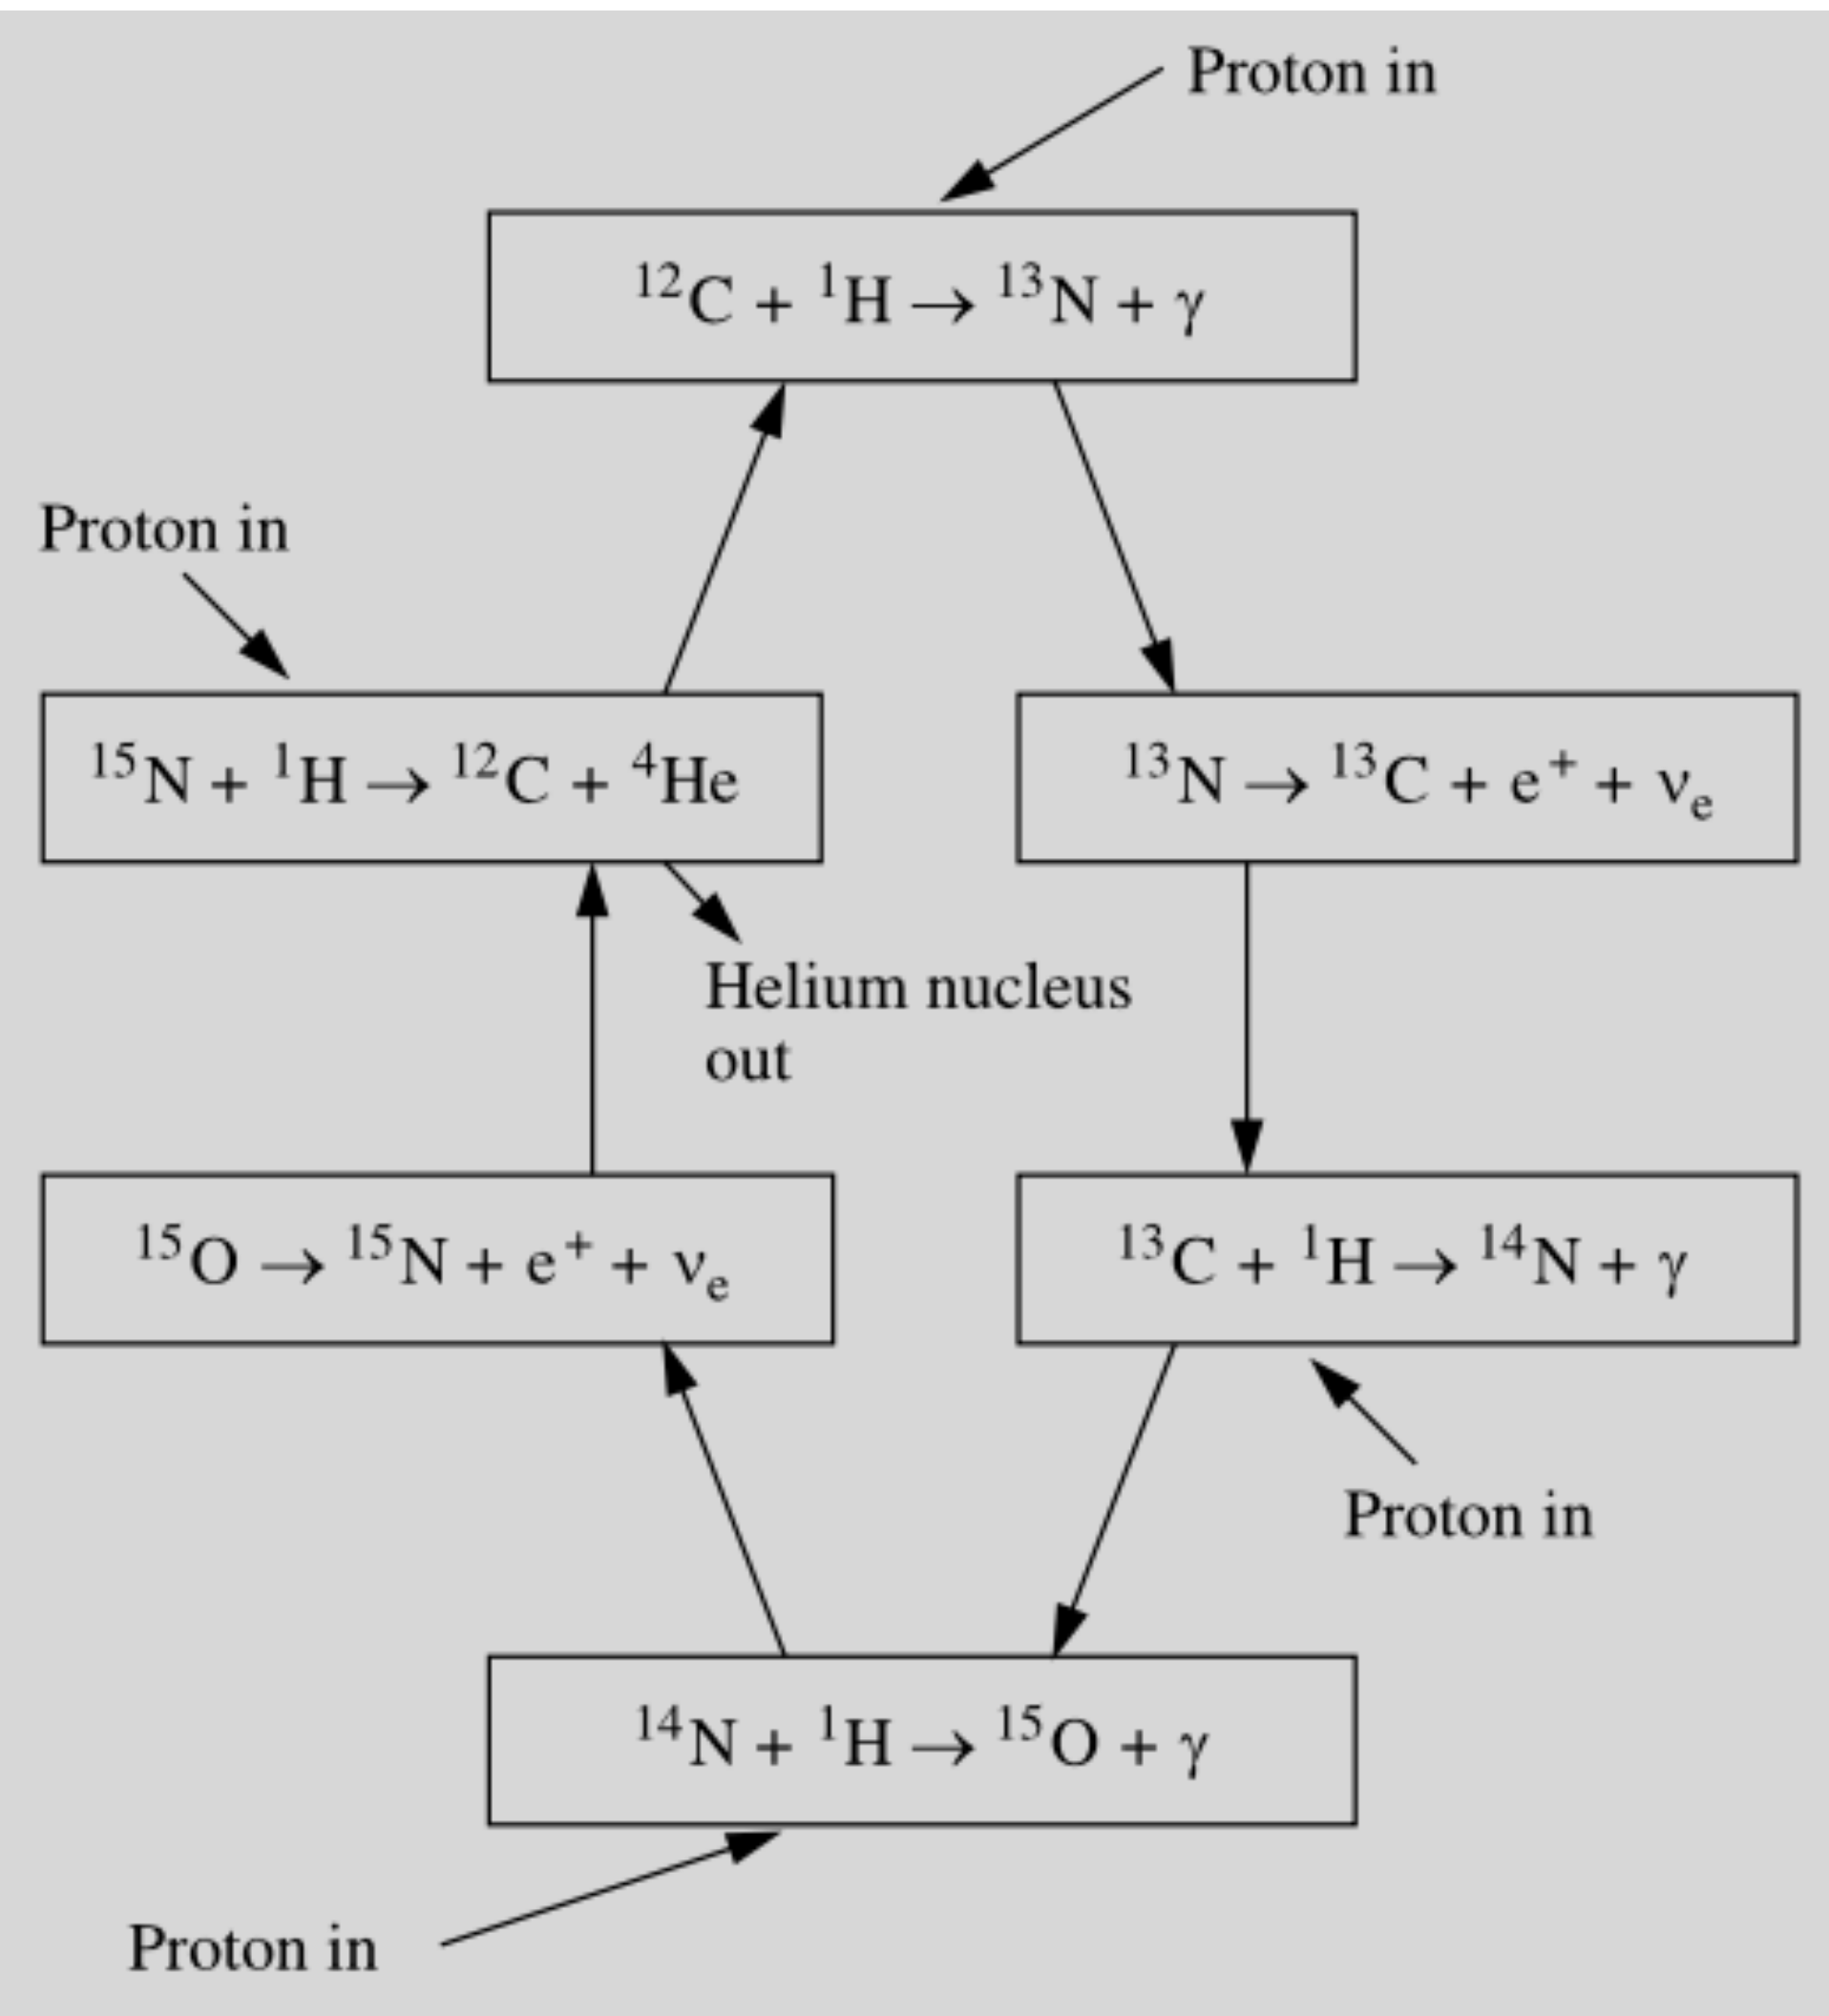 Proton in
¹²C + ¹H → ¹³N + γ
Proton in
¹⁵N + ¹H → ¹²C + ⁴He
¹³N → ¹³C + e⁺ + νₑ
Helium nucleus
out
¹⁵O → ¹⁵N + e⁺ + νₑ
¹³C + ¹H → ¹⁴N + γ
Proton in
¹⁴N + ¹H → ¹⁵O + γ
Proton in